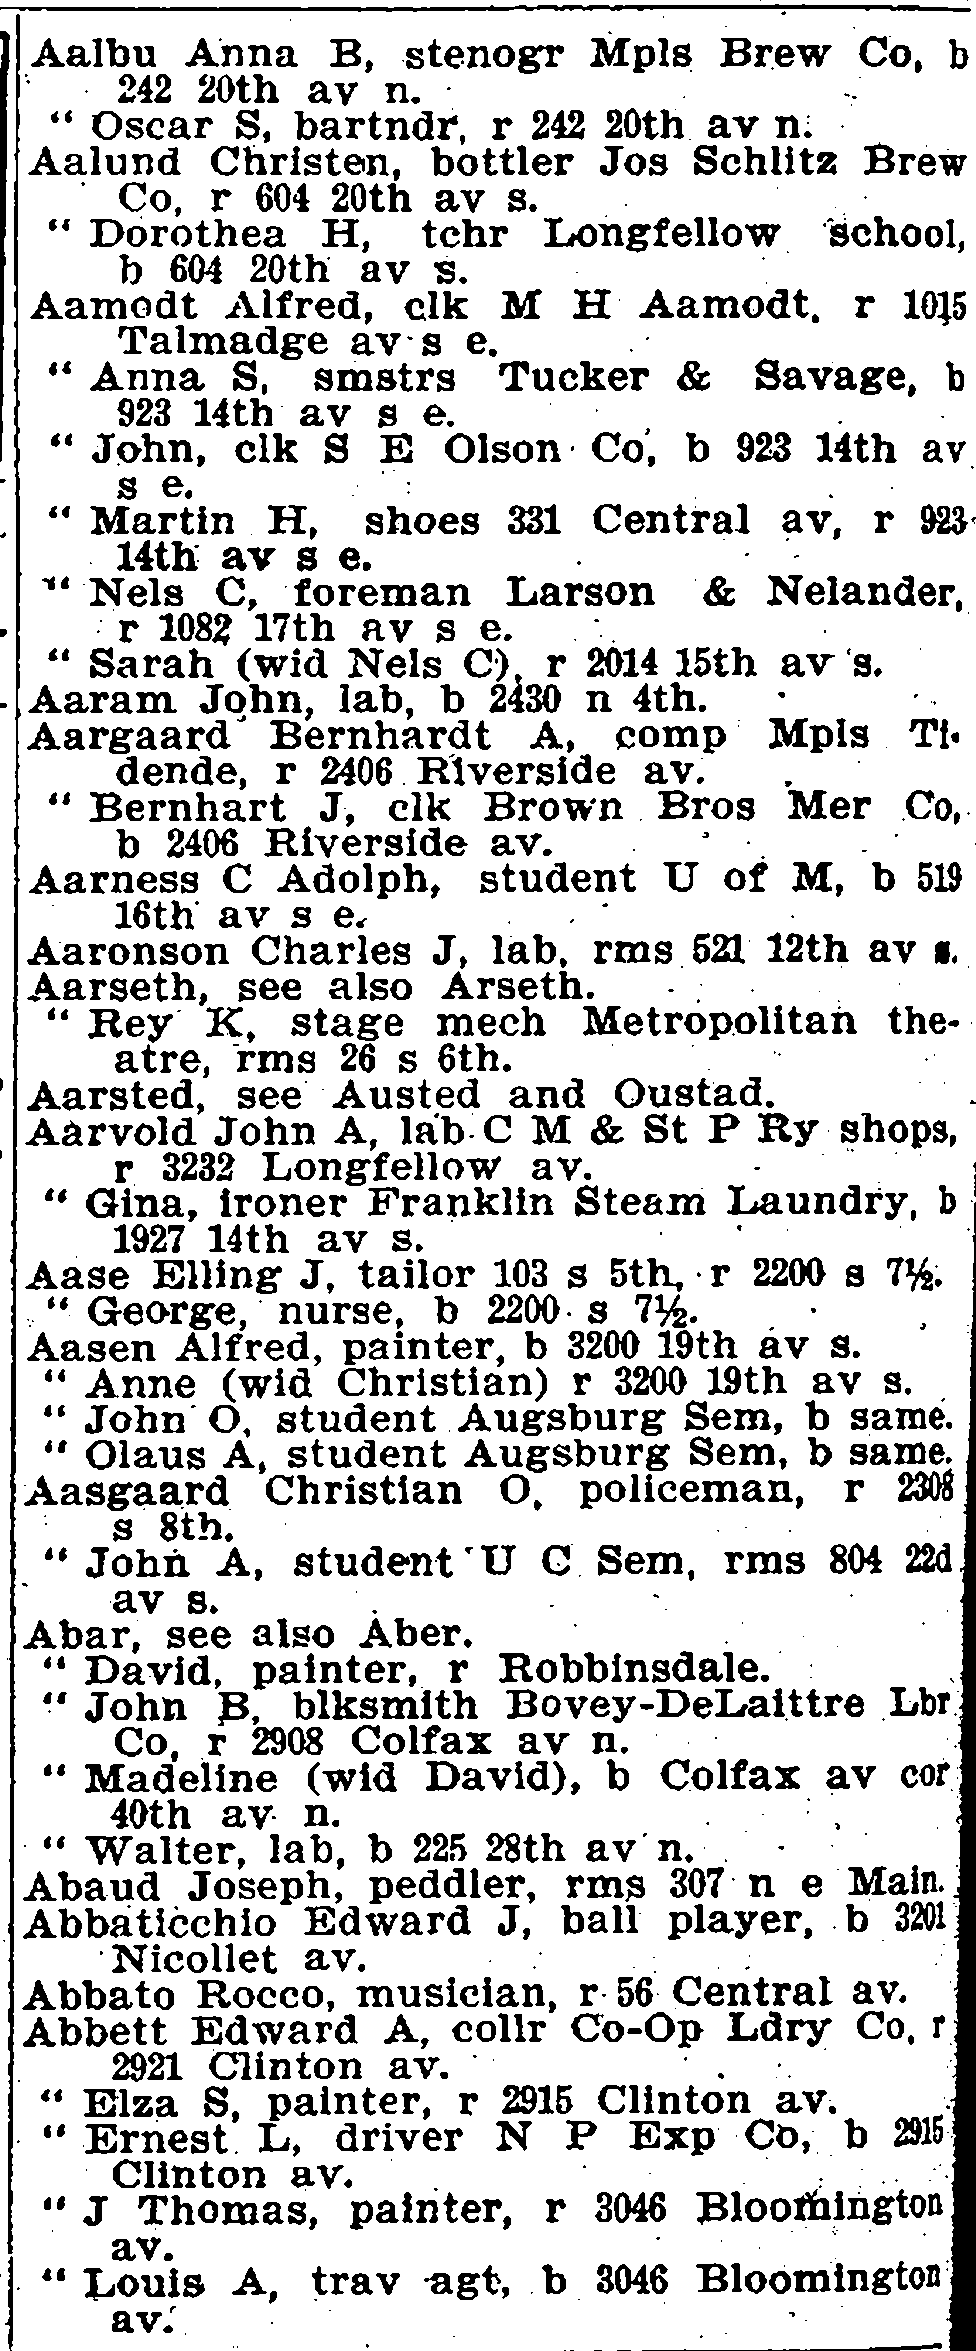 Aalbu Anna B, stenogr Mpls Brew Co, b
242 20th av n.
" Oscar S, bartndr, r 242 20th av n.
Aalund Christen, bottler Jos Schlitz Brew
Co, r 604 20th av s.
" Dorothea H, tchr Longfellow school,
b 604 20th av s.
Aamodt Alfred, clk M H Aamodt, r 1015
Talmadge av s e.
" Anna S, smstrs Tucker & Savage, b
923 14th av s e.
" John, clk S E Olson Co, b 923 14th av
s e.
" Martin H, shoes 331 Central av, r 923
14th av s e.
" Nels C, foreman Larson & Nelander,
r 1082 17th av s e.
" Sarah (wid Nels C), r 2014 15th av s.
Aaram John, lab, b 2430 n 4th.
Aargaard Bernhardt A, comp Mpls Ti-
dende, r 2406 Riverside av.
" Bernhart J, clk Brown Bros Mer Co,
b 2406 Riverside av.
Aarness C Adolph, student U of M, b 519
16th av s e.
Aaronson Charles J, lab, rms 521 12th av s.
Aarseth, see also Arseth.
" Rey K, stage mech Metropolitan the-
atre, rms 26 s 6th.
Aarsted, see Austed and Oustad.
Aarvold John A, lab C M & St P Ry shops,
r 3232 Longfellow av.
" Gina, ironer Franklin Steam Laundry, b
1927 14th av s.
Aase Elling J, tailor 103 s 5th, r 2200 s 7½.
" George, nurse, b 2200 s 7½.
Aasen Alfred, painter, b 3200 19th av s.
" Anne (wid Christian) r 3200 19th av s.
" John O, student Augsburg Sem, b same.
" Olaus A, student Augsburg Sem, b same.
Aasgaard Christian O, policeman, r 2308
s 8th.
" John A, student U C Sem, rms 804 22d
av s.
Abar, see also Aber.
" David, painter, r Robbinsdale.
" John B, blksmith Bovey-DeLaittre Lbr
Co, r 2908 Colfax av n.
" Madeline (wid David), b Colfax av cor
40th av n.
" Walter, lab, b 225 28th av n.
Abaud Joseph, peddler, rms 307 n e Main.
Abbaticchio Edward J, ball player, b 3201
Nicollet av.
Abbato Rocco, musician, r 56 Central av.
Abbett Edward A, collr Co-Op Ldry Co, r
2921 Clinton av.
" Elza S, painter, r 2915 Clinton av.
" Ernest L, driver N P Exp Co, b 2915
Clinton av.
" J Thomas, painter, r 3046 Bloomington
av.
" Louis A, trav agt, b 3046 Bloomington
av.